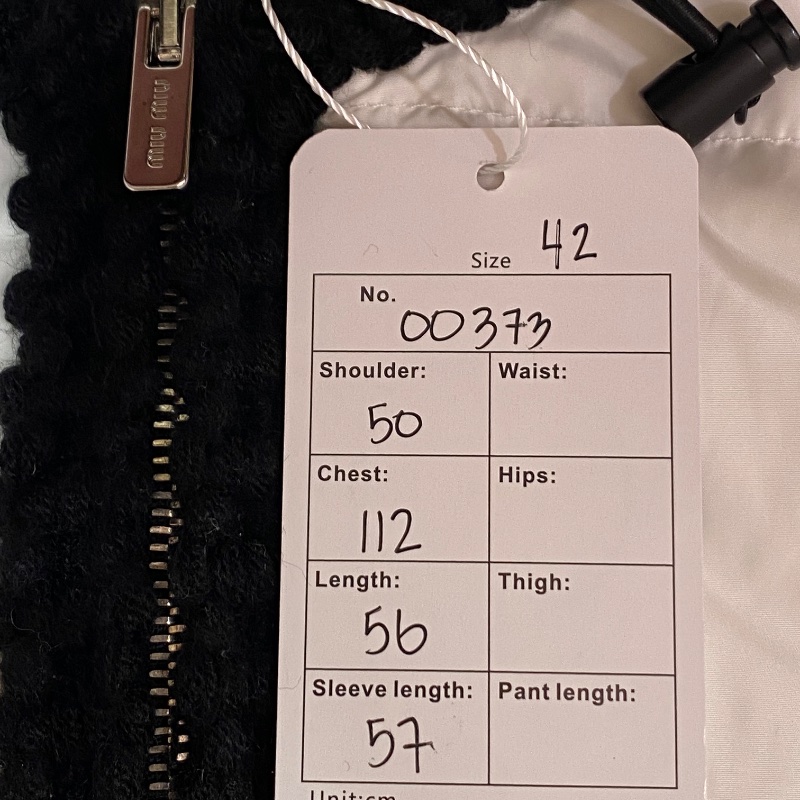 miu miu
Size 42
No.
00373
Shoulder: Waist:
50
Chest: Hips:
112
Length: Thigh:
56
Sleeve length: Pant length:
57
Unit:cm